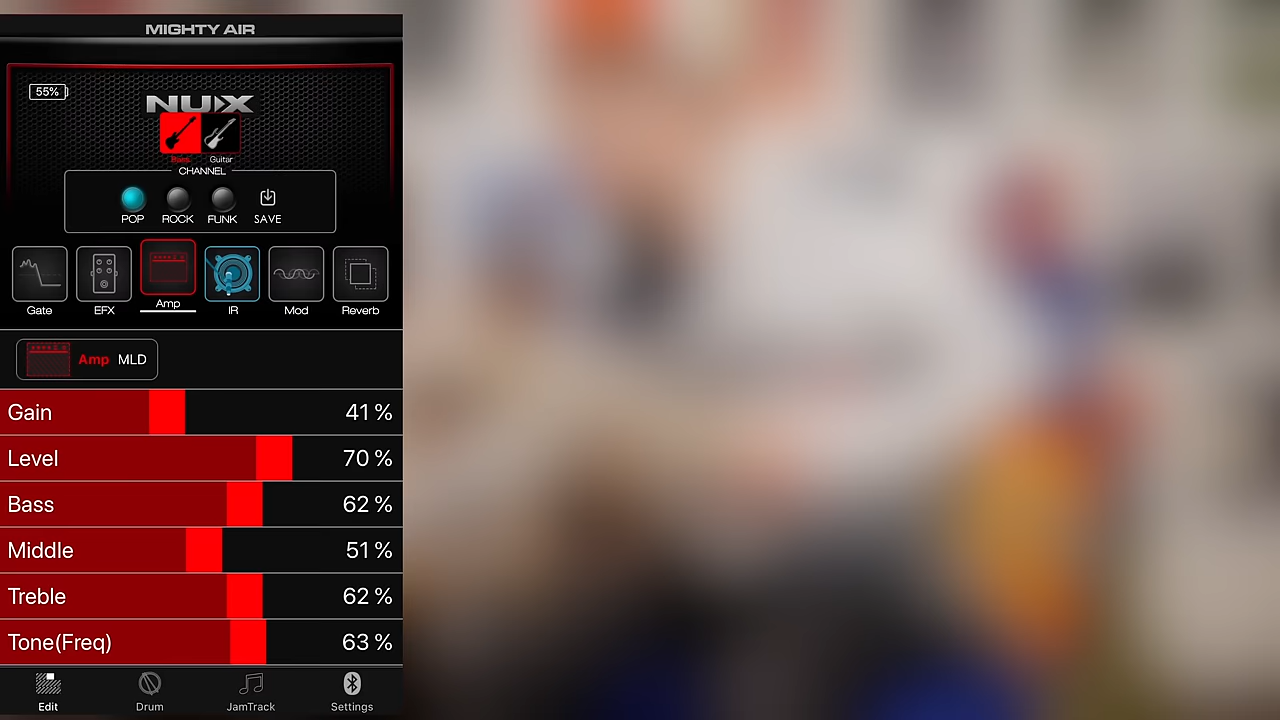 MIGHTY AIR
55%
NUX
Bass Guitar
CHANNEL
POP ROCK FUNK SAVE
Gate EFX Amp IR Mod Reverb
Amp MLD
Gain 41 %
Level 70 %
Bass 62 %
Middle 51 %
Treble 62 %
Tone(Freq) 63 %
Edit Drum JamTrack Settings